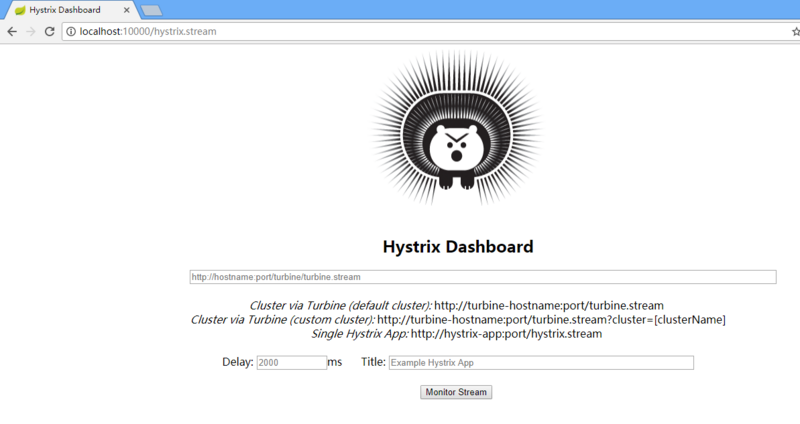 Hystrix Dashboard
localhost:10000/hystrix.stream
Hystrix Dashboard
http://hostname:port/turbine/turbine.stream
Cluster via Turbine (default cluster): http://turbine-hostname:port/turbine.stream
Cluster via Turbine (custom cluster): http://turbine-hostname:port/turbine.stream?cluster=[clusterName]
Single Hystrix App: http://hystrix-app:port/hystrix.stream
Delay: 2000 ms Title: Example Hystrix App
Monitor Stream